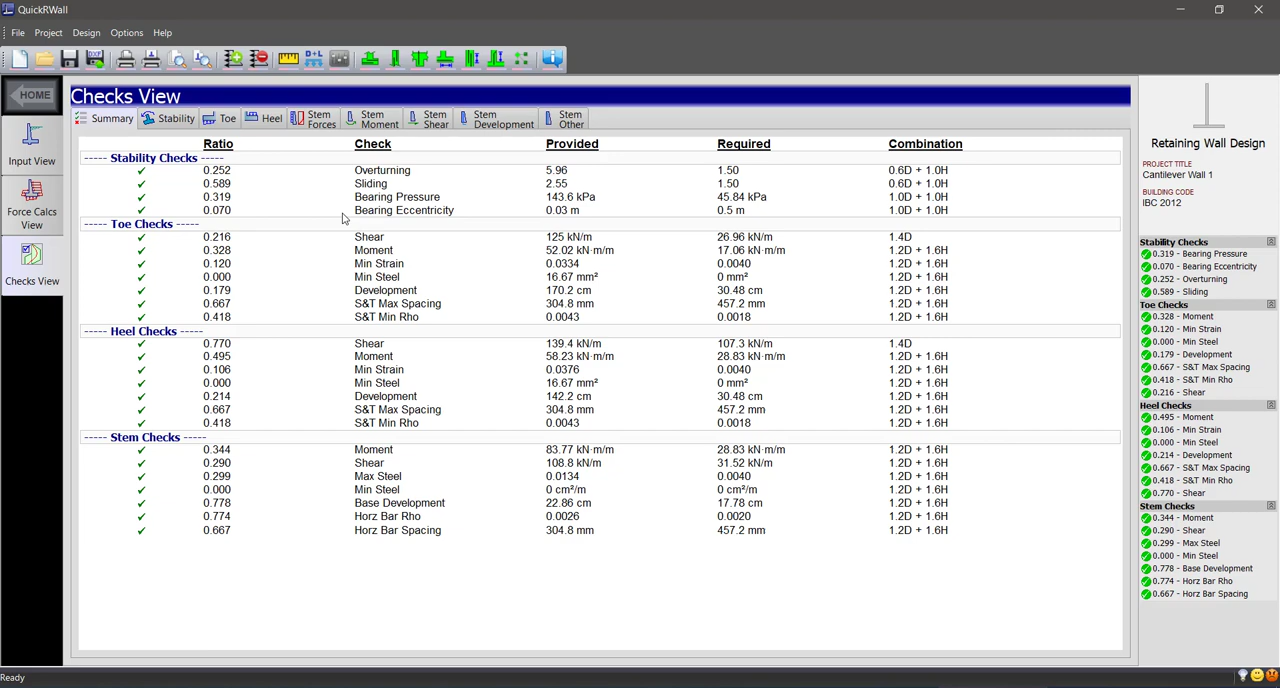 QuickRWall
File Project Design Options Help
HOME
Input View
Force Calcs
View
Checks View
Checks View
Summary Stability Toe Heel Stem Forces Stem Moment Stem Shear Stem Development Stem Other
Ratio Check Provided Required Combination
----- Stability Checks -----
✓ 0.252 Overturning 5.96 1.50 0.6D + 1.0H
✓ 0.589 Sliding 2.55 1.50 0.6D + 1.0H
✓ 0.319 Bearing Pressure 143.6 kPa 45.84 kPa 1.0D + 1.0H
✓ 0.070 Bearing Eccentricity 0.03 m 0.5 m 1.0D + 1.0H
----- Toe Checks -----
✓ 0.216 Shear 125 kN/m 26.96 kN/m 1.4D
✓ 0.328 Moment 52.02 kN·m/m 17.06 kN·m/m 1.2D + 1.6H
✓ 0.120 Min Strain 0.0334 0.0040 1.2D + 1.6H
✓ 0.000 Min Steel 16.67 mm² 0 mm² 1.2D + 1.6H
✓ 0.179 Development 170.2 cm 30.48 cm 1.2D + 1.6H
✓ 0.667 S&T Max Spacing 304.8 mm 457.2 mm 1.2D + 1.6H
✓ 0.418 S&T Min Rho 0.0043 0.0018 1.2D + 1.6H
----- Heel Checks -----
✓ 0.770 Shear 139.4 kN/m 107.3 kN/m 1.4D
✓ 0.495 Moment 58.23 kN·m/m 28.83 kN·m/m 1.2D + 1.6H
✓ 0.106 Min Strain 0.0376 0.0040 1.2D + 1.6H
✓ 0.000 Min Steel 16.67 mm² 0 mm² 1.2D + 1.6H
✓ 0.214 Development 142.2 cm 30.48 cm 1.2D + 1.6H
✓ 0.667 S&T Max Spacing 304.8 mm 457.2 mm 1.2D + 1.6H
✓ 0.418 S&T Min Rho 0.0043 0.0018 1.2D + 1.6H
----- Stem Checks -----
✓ 0.344 Moment 83.77 kN·m/m 28.83 kN·m/m 1.2D + 1.6H
✓ 0.290 Shear 108.8 kN/m 31.52 kN/m 1.2D + 1.6H
✓ 0.299 Max Steel 0.0134 0.0040 1.2D + 1.6H
✓ 0.000 Min Steel 0 cm²/m 0 cm²/m 1.2D + 1.6H
✓ 0.778 Base Development 22.86 cm 17.78 cm 1.2D + 1.6H
✓ 0.774 Horz Bar Rho 0.0026 0.0020 1.2D + 1.6H
✓ 0.667 Horz Bar Spacing 304.8 mm 457.2 mm 1.2D + 1.6H
Retaining Wall Design
PROJECT TITLE
Cantilever Wall 1
BUILDING CODE
IBC 2012
Stability Checks
0.319 - Bearing Pressure
0.070 - Bearing Eccentricity
0.252 - Overturning
0.589 - Sliding
Toe Checks
0.328 - Moment
0.120 - Min Strain
0.000 - Min Steel
0.179 - Development
0.667 - S&T Max Spacing
0.418 - S&T Min Rho
0.216 - Shear
Heel Checks
0.495 - Moment
0.106 - Min Strain
0.000 - Min Steel
0.214 - Development
0.667 - S&T Max Spacing
0.418 - S&T Min Rho
0.770 - Shear
Stem Checks
0.344 - Moment
0.290 - Shear
0.299 - Max Steel
0.000 - Min Steel
0.778 - Base Development
0.774 - Horz Bar Rho
0.667 - Horz Bar Spacing
Ready